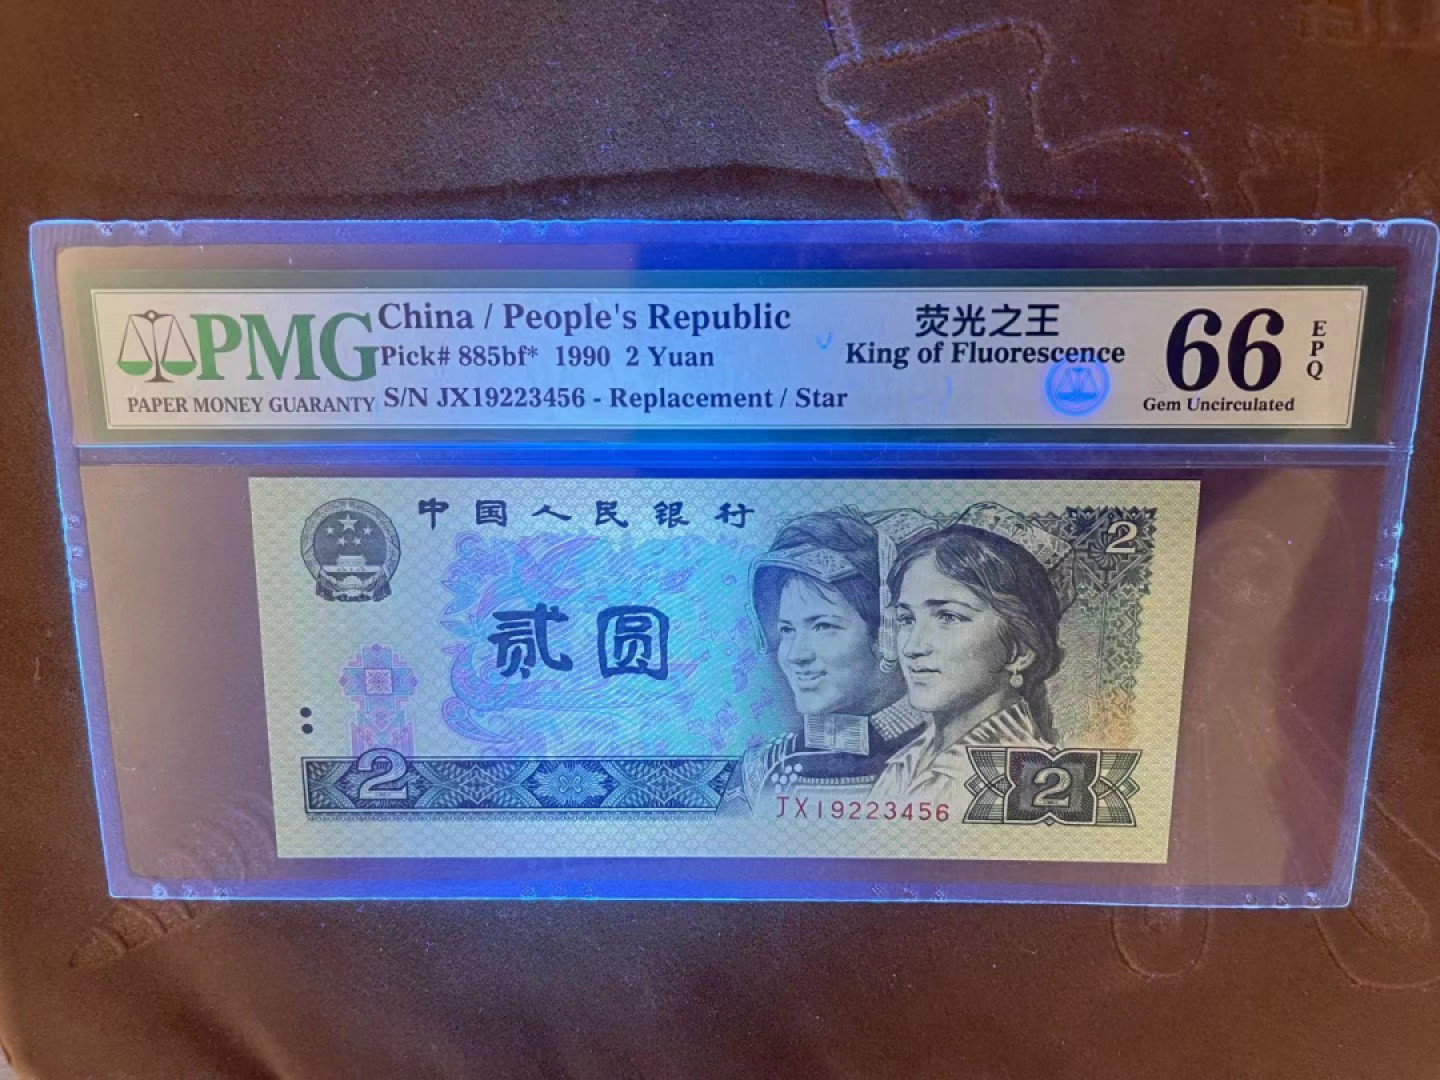 PMG
PAPER MONEY GUARANTY
China / People's Republic
Pick# 885bf* 1990 2 Yuan
S/N JX19223456 - Replacement / Star
荧光之王
King of Fluorescence
66
EPQ
Gem Uncirculated
中国人民银行
2
贰圆
2
JX19223456
2